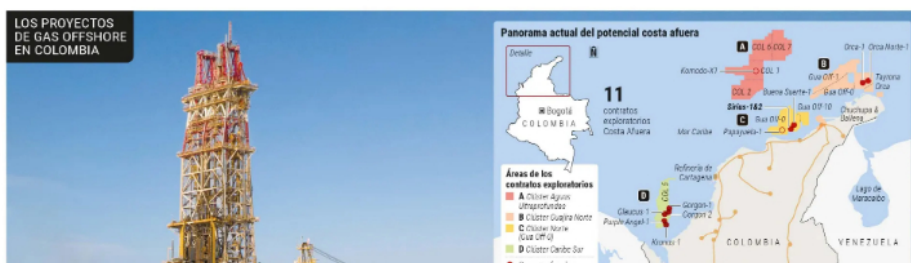 LOS PROYECTOS
DE GAS OFFSHORE
EN COLOMBIA
Panorama actual del potencial costa afuera
Detalle
N
Bogotá
COLOMBIA
11
contratos
exploratorios
Costa Afuera
Áreas de los
contratos exploratorios
A Clúster Aguas
Ultraprofundas
B Clúster Guajira Norte
C Clúster Norte
(Gua Off 0)
D Clúster Caribe Sur
A
COL 6-COL 7
Komodo-X1
COL 1
COL 2
B
Orca-1
Orca Norte-1
Gua Off-1
Tayrona
Orca
Buena Suerte-1
Gua Off-0
Sirius-1&2
Gua Off-10
Chuchupa &
Ballena
C
Gua Off-0
Mar Caribe
Papayuela-1
Refinería de
Cartagena
D
COL 5
Glaucus-1
Gorgon-1
Gorgon 2
Purple Angel-1
Kronos 1
Lago de
Maracaibo
COLOMBIA
VENEZUELA